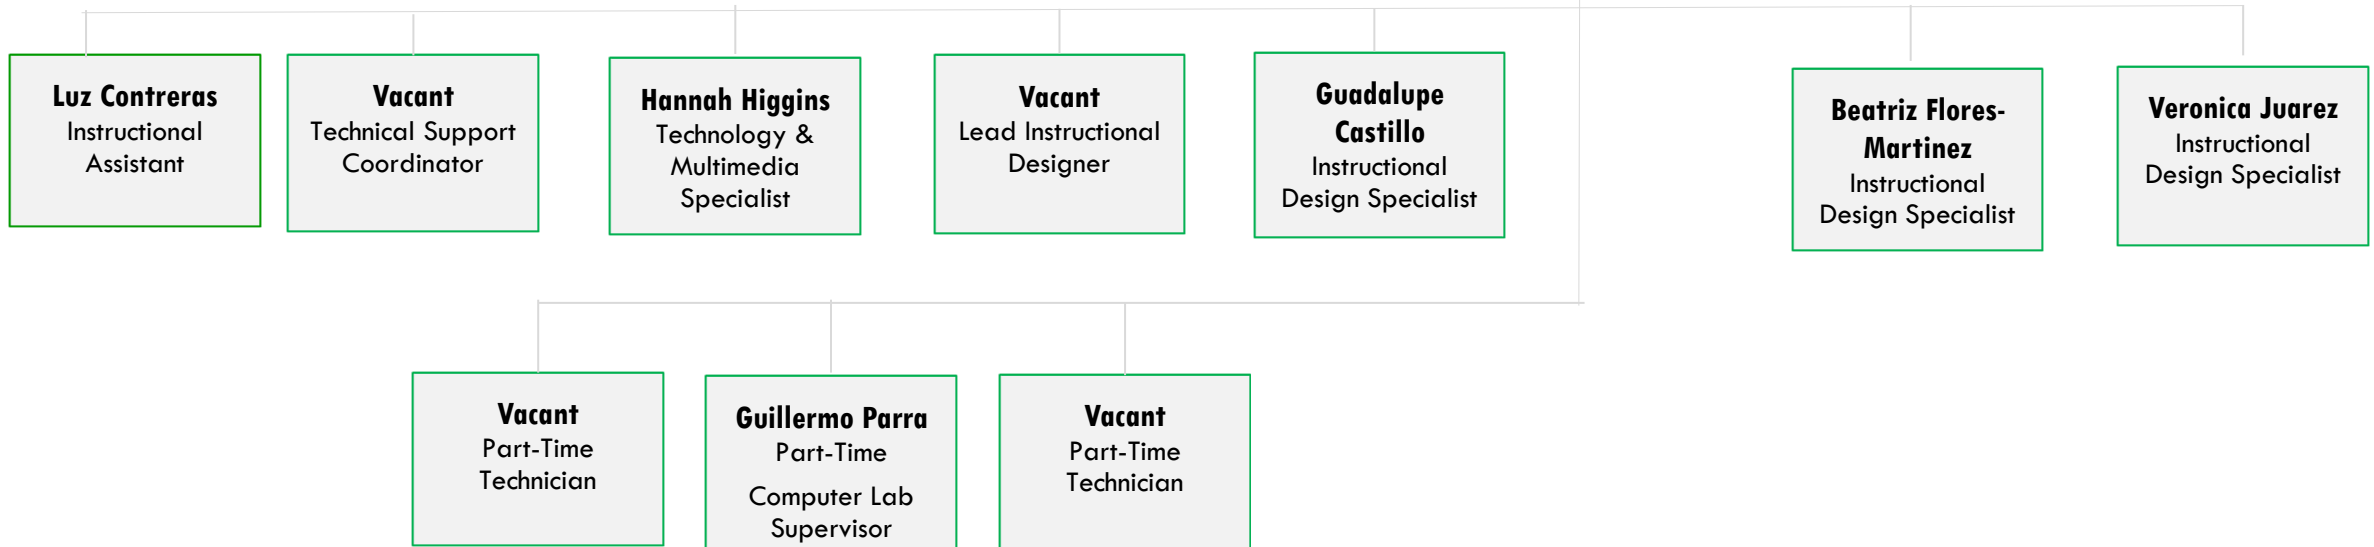 Luz Contreras
Instructional
Assistant
Vacant
Technical Support
Coordinator
Hannah Higgins
Technology &
Multimedia
Specialist
Vacant
Lead Instructional
Designer
Guadalupe
Castillo
Instructional
Design Specialist
Beatriz Flores-
Martinez
Instructional
Design Specialist
Veronica Juarez
Instructional
Design Specialist
Vacant
Part-Time
Technician
Guillermo Parra
Part-Time
Computer Lab
Supervisor
Vacant
Part-Time
Technician